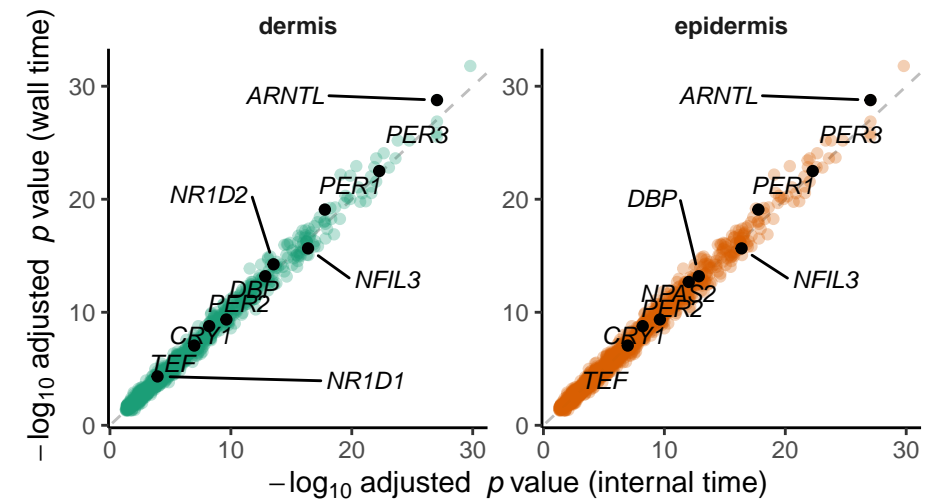 dermis
epidermis
−log10 adjusted p value (wall time)
30
20
10
0
ARNTL
PER3
PER1
NR1D2
NFIL3
DBP
PER2
CRY1
TEF
NR1D1
0
10
20
30
30
20
10
0
ARNTL
PER3
PER1
DBP
NFIL3
NPAS2
PER2
CRY1
TEF
0
10
20
30
−log10 adjusted p value (internal time)